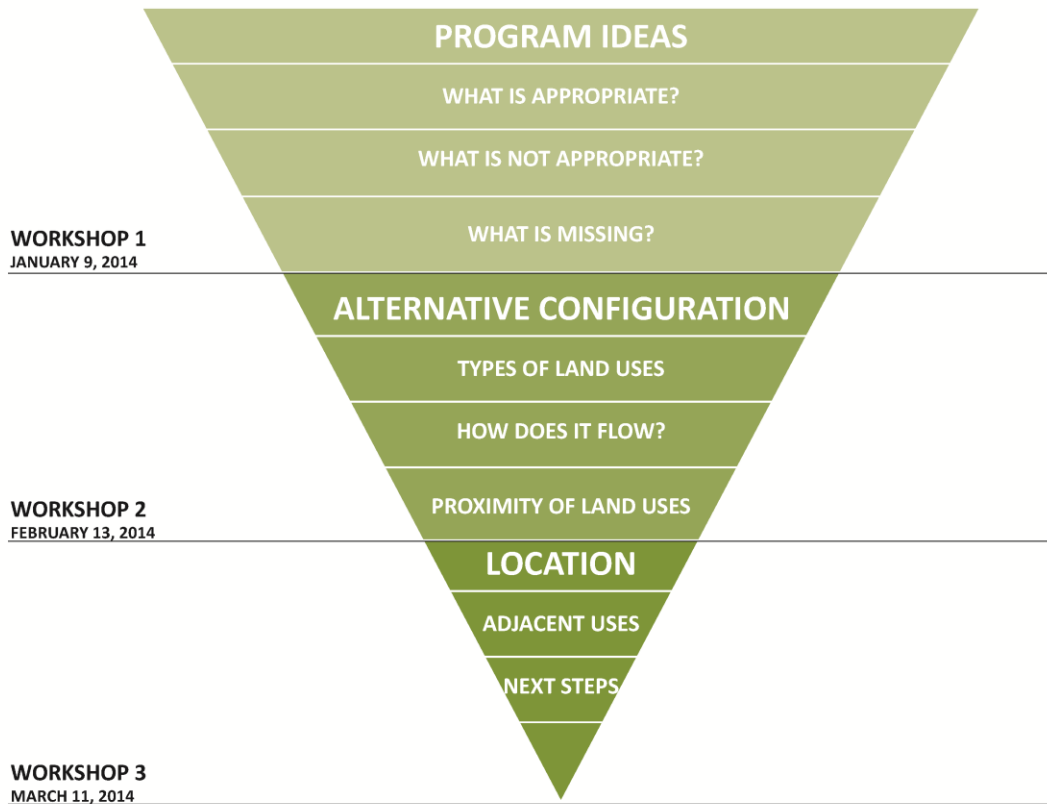 PROGRAM IDEAS
WHAT IS APPROPRIATE?
WHAT IS NOT APPROPRIATE?
WHAT IS MISSING?
WORKSHOP 1
JANUARY 9, 2014
ALTERNATIVE CONFIGURATION
TYPES OF LAND USES
HOW DOES IT FLOW?
PROXIMITY OF LAND USES
WORKSHOP 2
FEBRUARY 13, 2014
LOCATION
ADJACENT USES
NEXT STEPS
WORKSHOP 3
MARCH 11, 2014